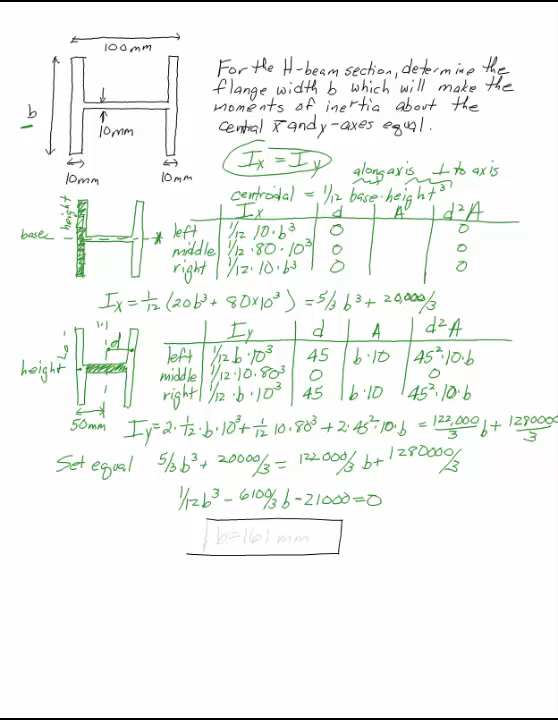 100mm
b
10mm
10mm
10mm
For the H-beam section, determine the
flange width b which will make the
moments of inertia about the
central x̄ and y-axes equal.
Ix = Iy
along axis ⊥ to axis
centroidal = 1/12 base·height³
height
base
x
Ix d A d²A
left 1/12·10·b³ 0 0
middle 1/12·80·10³ 0 0
right 1/12·10·b³ 0 0
Ix = 1/12 (20b³ + 80×10³) = 5/3 b³ + 20,000/3
d
height
50mm
Iy d A d²A
left 1/12·b·10³ 45 b·10 45²·10·b
middle 1/12·10·80³ 0 0
right 1/12·b·10³ 45 b·10 45²·10·b
Iy = 2·1/12·b·10³ + 1/12 10·80³ + 2·45²·10·b = 122,000/3 b + 1280000/3
Set equal 5/3b³ + 20000/3 = 122000/3 b + 1280000/3
1/12b³ - 6100/3 b - 21000 = 0
b=161 mm